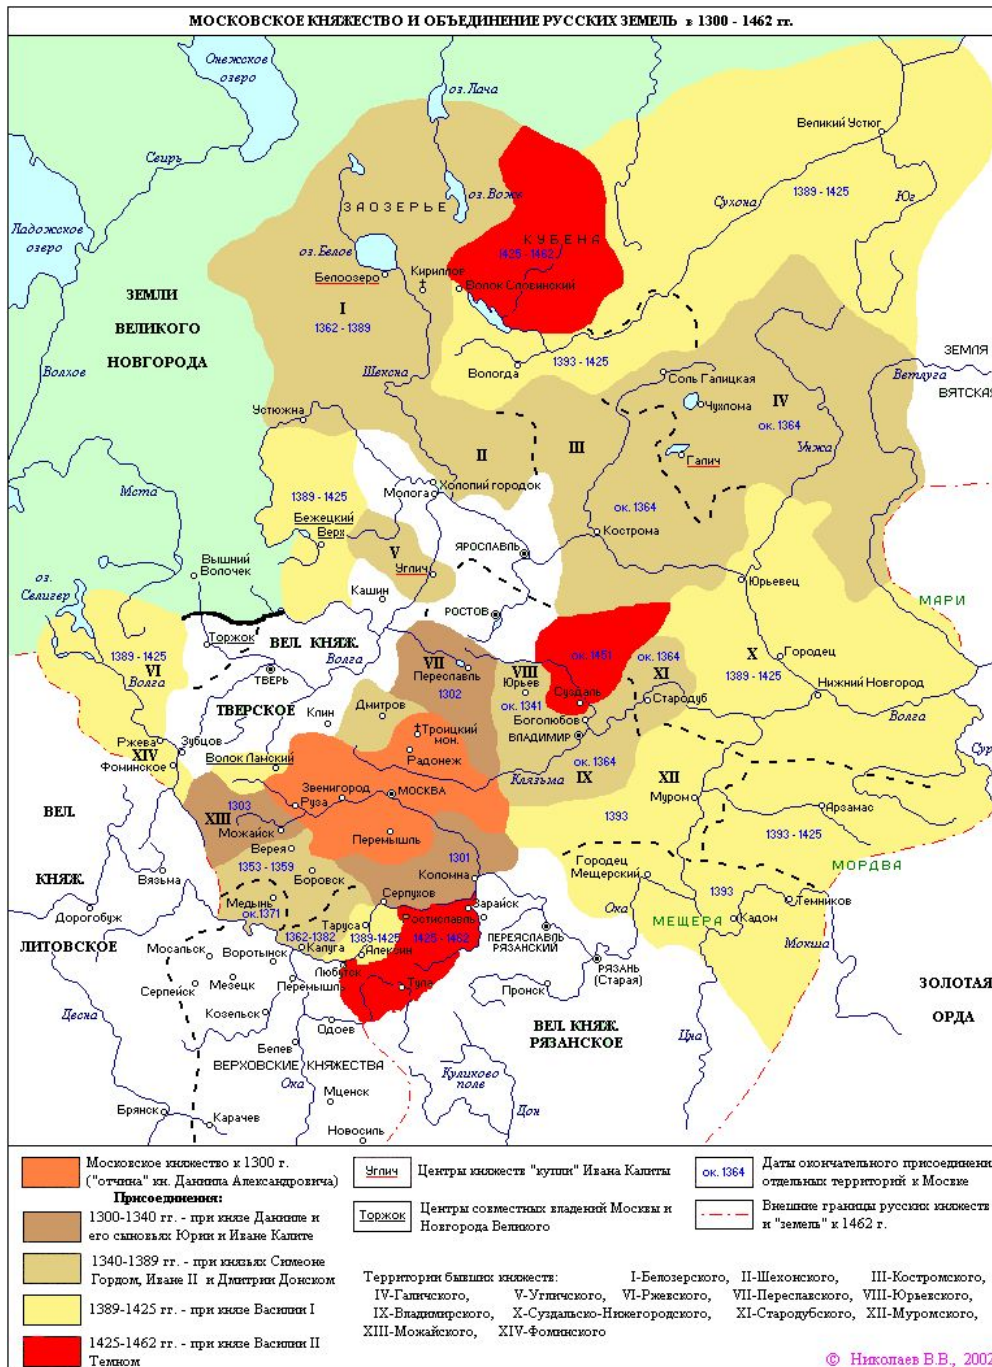 МОСКОВСКОЕ КНЯЖЕСТВО И ОБЪЕДИНЕНИЕ РУССКИХ ЗЕМЕЛЬ в 1300 - 1462 гг.
Онежское
озеро
оз. Лача
Великий Устюг
Свирь
оз. Воже
Сухона
1389 - 1425
Юг
ЗАОЗЕРЬЕ
Ладожское
озеро
КУБЕНА
1425 - 1462
оз. Белое
Кириллов
Белоозеро
Волок Словинский
ЗЕМЛИ
ВЕЛИКОГО
НОВГОРОДА
I
1362 - 1389
Волхов
Шексна
Вологда
1393 - 1425
ЗЕМЛЯ
ВЯТСКАЯ
Ветлуга
Соль Галицкая
Чухлома
IV
ок. 1364
Устюжна
II
III
Унжа
Галич
Мста
1389 - 1425
Холопий городок
Молога
ок. 1364
Бежецкий
Верх
Кострома
V
ЯРОСЛАВЛЬ
Вышний
Волочек
Углич
оз.
Селигер
Кашин
Юрьевец
МАРИ
РОСТОВ
Торжок
ВЕЛ. КНЯЖ.
Волга
1389 - 1425
VI
Волга
ТВЕРЬ
ТВЕРСКОЕ
VII
Переславль
1302
VIII
Юрьев
ок. 1341
ок. 1451
ок. 1364
XI
Суздаль
Стародуб
X
1389 - 1425
Городец
Нижний Новгород
Волга
Дмитров
Клин
Боголюбов
ВЛАДИМИР
Троицкий
мон.
Радонеж
Ржева
Зубцов
XIV
Фоминское
Волок Ламский
ок. 1364
Клязьма
IX
XII
Сур
Звенигород
Руза
МОСКВА
Муром
Арзамас
ВЕЛ.
1303
XIII
Можайск
Перемышль
1393
1393 - 1425
Верея
1301
Городец
Мещерский
МОРДВА
КНЯЖ.
Вязьма
1353 - 1359
Боровск
Коломна
Медынь
ок. 1371
Серпухов
Зарайск
1393
Темников
Дорогобуж
Ока
МЕЩЕРА
Кадом
ЛИТОВСКОЕ
Таруса
Ростиславль
ПЕРЕЯСЛАВЛЬ
РЯЗАНСКИЙ
Мокша
Мосальск
1362-1382
Калуга
1389-1425
Алексин
1425 - 1462
Воротынск
Любутск
РЯЗАНЬ
(Старая)
Серпейск
Мезецк
Перемышль
Тула
Пронск
ЗОЛОТАЯ
ОРДА
Десна
Козельск
Одоев
ВЕЛ. КНЯЖ.
РЯЗАНСКОЕ
Цна
Белев
ВЕРХОВСКИЕ КНЯЖЕСТВА
Ока
Куликово
поле
Мценск
Брянск
Карачев
Дон
Новосиль
Московское княжество к 1300 г.
("отчина" кн. Даниила Александровича)
Присоединения:
1300-1340 гг. - при князе Данииле и
его сыновьях Юрии и Иване Калите
1340-1389 гг. - при князьях Симеоне
Гордом, Иване II и Дмитрии Донском
1389-1425 гг. - при князе Василии I
1425-1462 гг. - при князе Василии II
Темном
Углич
Центры княжеств "купли" Ивана Калиты
Торжок
Центры совместных владений Москвы и
Новгорода Великого
ок. 1364
Даты окончательного присоединени
отдельных территорий к Москве
Внешние границы русских княжеств
и "земель" к 1462 г.
Территории бывших княжеств: I-Белозерского, II-Шехонского, III-Костромского,
IV-Галичского, V-Угличского, VI-Ржевского, VII-Переславского, VIII-Юрьевского,
IX-Владимирского, X-Суздальско-Нижегородского, XI-Стародубского, XII-Муромского,
XIII-Можайского, XIV-Фоминского
© Николаев В.В., 2002